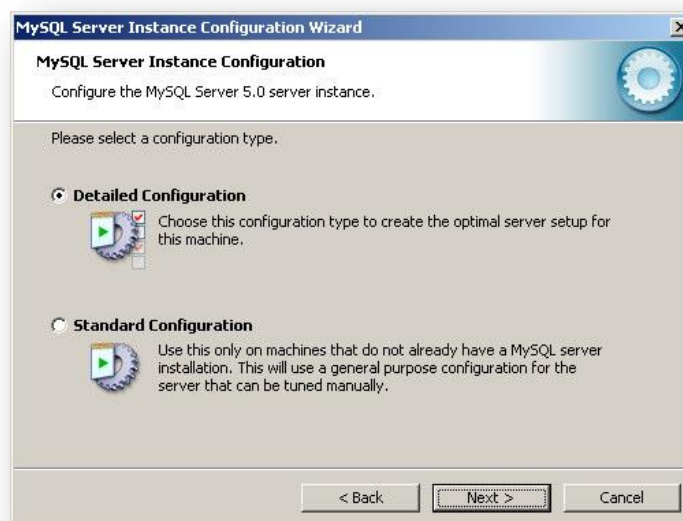 MySQL Server Instance Configuration Wizard
MySQL Server Instance Configuration
Configure the MySQL Server 5.0 server instance.
Please select a configuration type.
Detailed Configuration
Choose this configuration type to create the optimal server setup for
this machine.
Standard Configuration
Use this only on machines that do not already have a MySQL server
installation. This will use a general purpose configuration for the
server that can be tuned manually.
< Back
Next >
Cancel